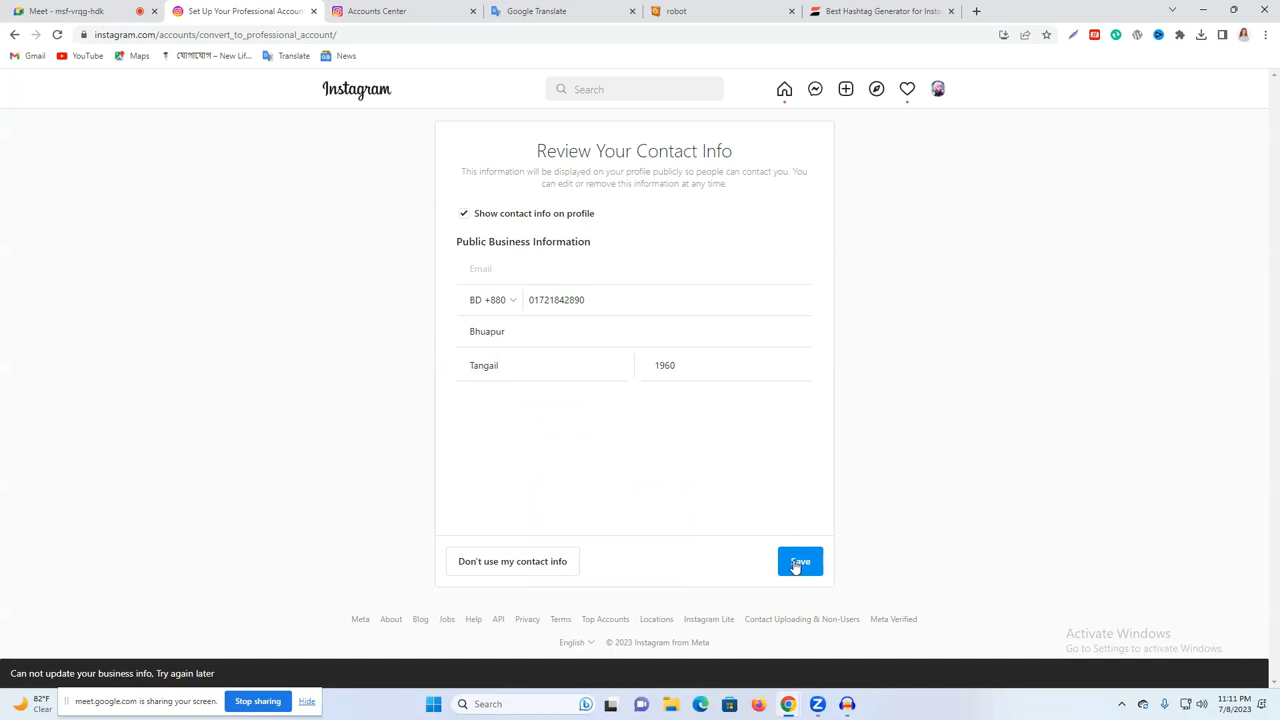 Meet - msf-vrqq-hdk
Set Up Your Professional Accoun
Accounts Center
Google Translate
robot
Best Hashtag Generator for Insta
instagram.com/accounts/convert_to_professional_account/
Gmail
YouTube
Maps
যোগাযোগ – New Lif...
Translate
News
Instagram
Search
Review Your Contact Info
This information will be displayed on your profile publicly so people can contact you. You
can edit or remove this information at any time.
Show contact info on profile
Public Business Information
Email
BD +880
01721842890
Bhuapur
Tangail
1960
Don't use my contact info
Save
Meta
About
Blog
Jobs
Help
API
Privacy
Terms
Top Accounts
Locations
Instagram Lite
Contact Uploading & Non-Users
Meta Verified
English
© 2023 Instagram from Meta
Activate Windows
Go to Settings to activate Windows.
Can not update your business info, Try again later
82°F
Clear
meet.google.com is sharing your screen.
Stop sharing
Hide
Search
11:11 PM
7/8/2023